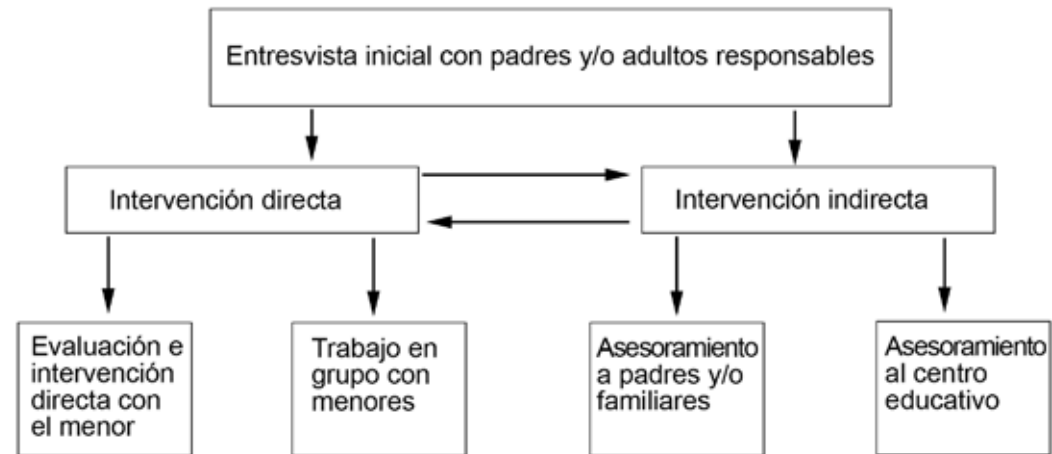 Entresvista inicial con padres y/o adultos responsables
Intervención directa
Intervención indirecta
Evaluación e
intervención
directa con
el menor
Trabajo en
grupo con
menores
Asesoramiento
a padres y/o
familiares
Asesoramiento
al centro
educativo